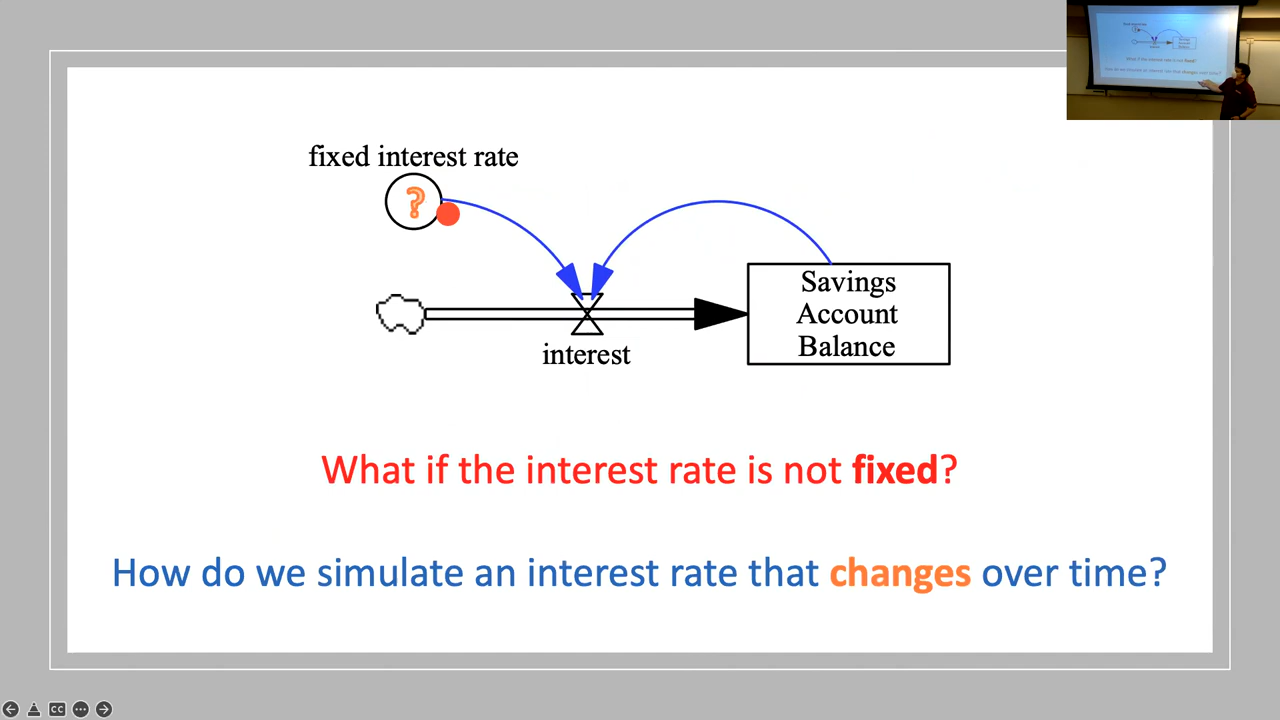 fixed interest rate
?
interest
Savings
Account
Balance
What if the interest rate is not fixed?
How do we simulate an interest rate that changes over time?
CC